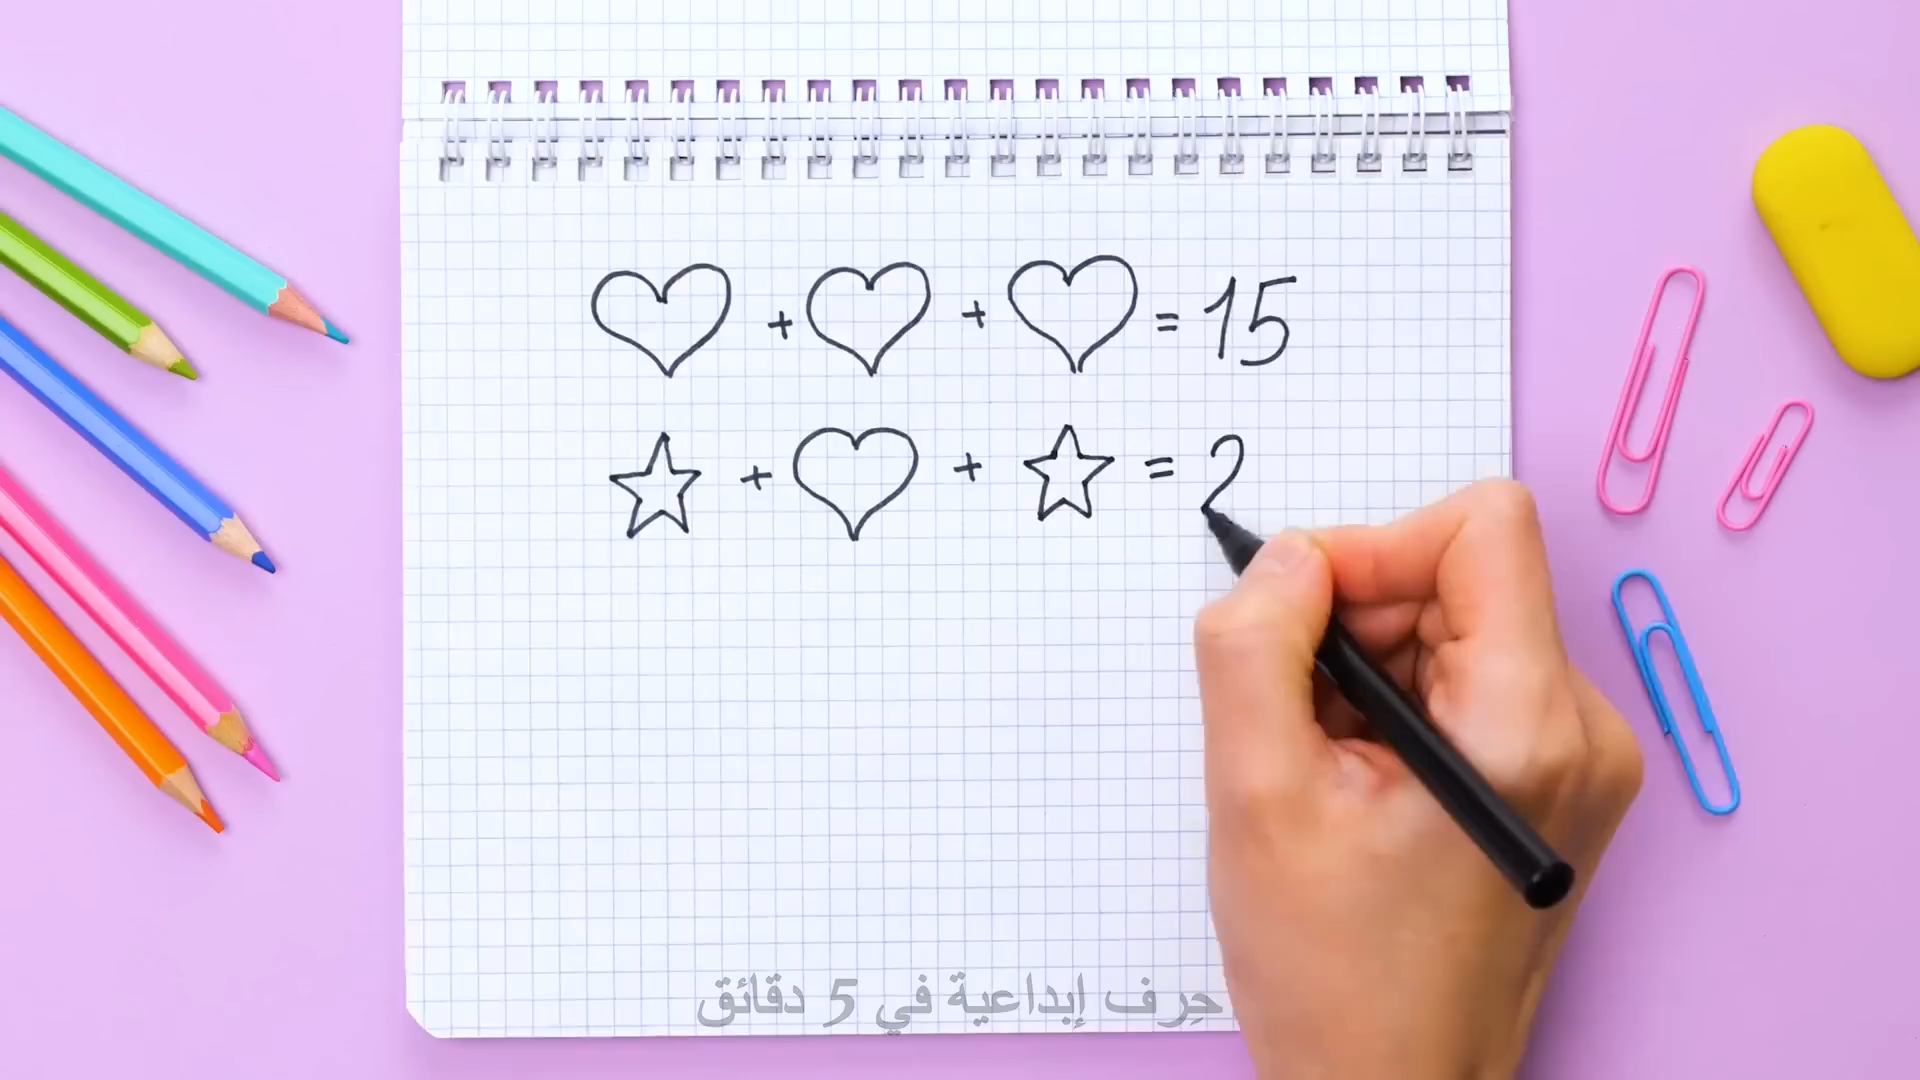 ♡ + ♡ + ♡ = 15
☆ + ♡ + ☆ = 2
حِرف إبداعية في 5 دقائق